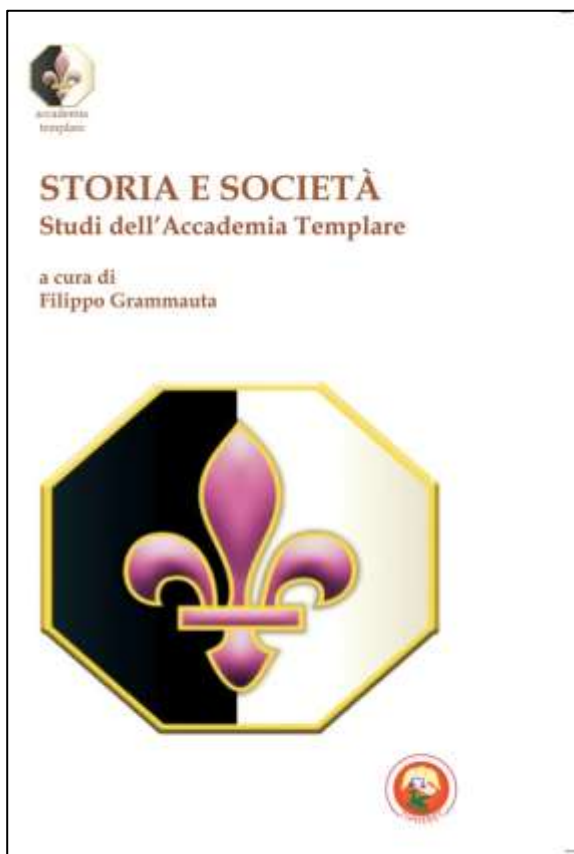 accademia
templare
STORIA E SOCIETÀ
Studi dell'Accademia Templare
a cura di
Filippo Grammauta